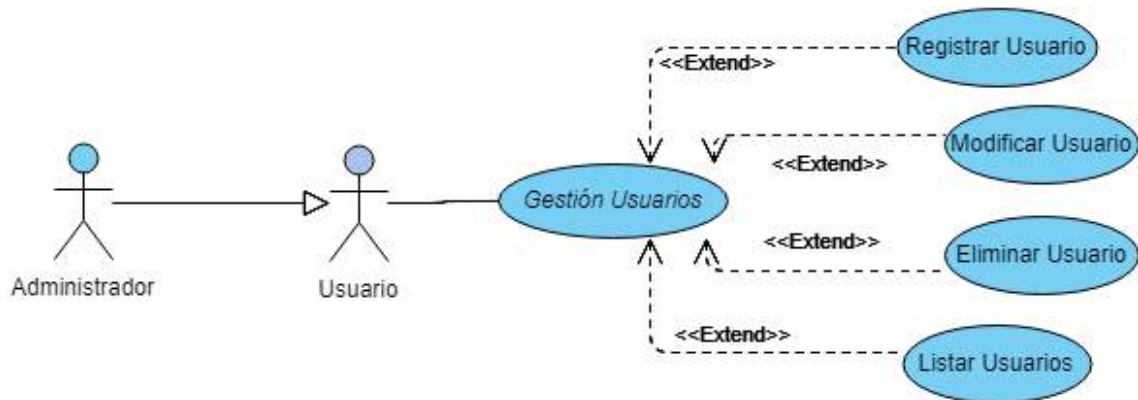 Registrar Usuario
<<Extend>>
Modificar Usuario
<<Extend>>
Gestión Usuarios
<<Extend>>
Eliminar Usuario
Administrador
Usuario
<<Extend>>
Listar Usuarios